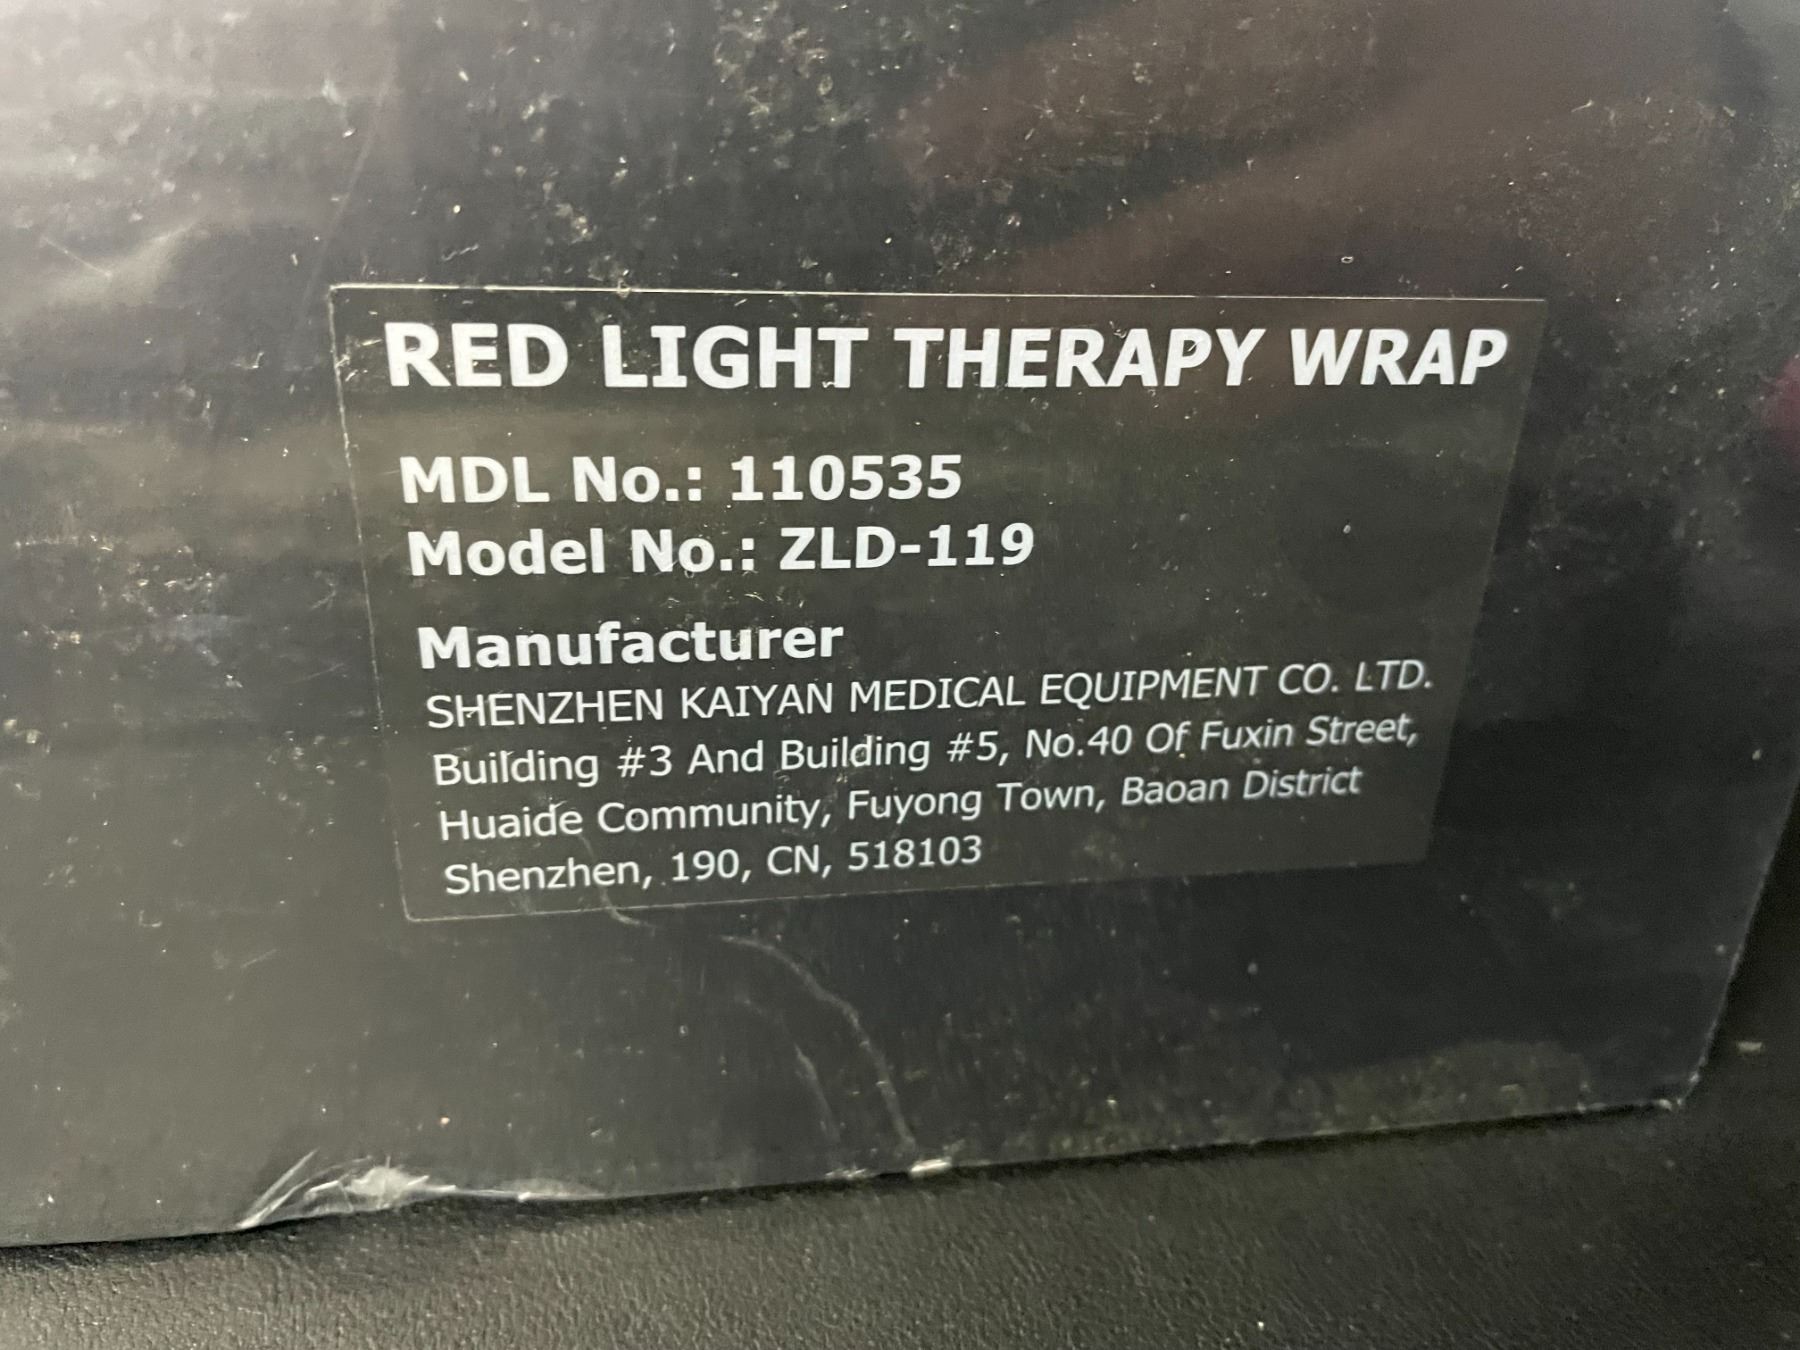 RED LIGHT THERAPY WRAP
MDL No.: 110535
Model No.: ZLD-119
Manufacturer
SHENZHEN KAIYAN MEDICAL EQUIPMENT CO. LTD.
Building #3 And Building #5, No.40 Of Fuxin Street,
Huaide Community, Fuyong Town, Baoan District
Shenzhen, 190, CN, 518103